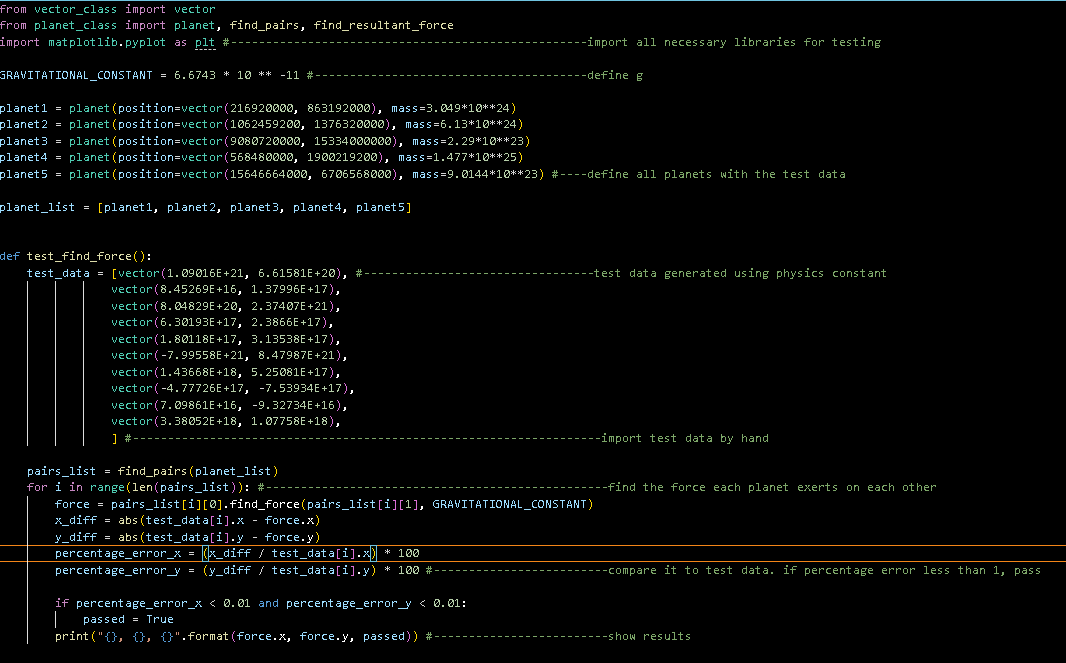 from vector_class import vector
from planet_class import planet, find_pairs, find_resultant_force
import matplotlib.pyplot as plt #---------------------------------------------------import all necessary libraries for testing
GRAVITATIONAL_CONSTANT = 6.6743 * 10 ** -11 #---------------------------------------define g
planet1 = planet(position=vector(216920000, 863192000), mass=3.049*10**24)
planet2 = planet(position=vector(1062459200, 1376320000), mass=6.13*10**24)
planet3 = planet(position=vector(9080720000, 15334000000), mass=2.29*10**23)
planet4 = planet(position=vector(568480000, 1900219200), mass=1.477*10**25)
planet5 = planet(position=vector(15646664000, 6706568000), mass=9.0144*10**23) #----define all planets with the test data
planet_list = [planet1, planet2, planet3, planet4, planet5]
def test_find_force():
    test_data = [vector(1.09016E+21, 6.61581E+20), #---------------------------------test data generated using physics constant
                vector(8.45269E+16, 1.37996E+17),
                vector(8.04829E+20, 2.37407E+21),
                vector(6.30193E+17, 2.3866E+17),
                vector(1.80118E+17, 3.13538E+17),
                vector(-7.99558E+21, 8.47987E+21),
                vector(1.43668E+18, 5.25081E+17),
                vector(-4.77726E+17, -7.53934E+17),
                vector(7.09861E+16, -9.32734E+16),
                vector(3.38052E+18, 1.07758E+18),
                ] #-------------------------------------------------------------------import test data by hand
    pairs_list = find_pairs(planet_list)
    for i in range(len(pairs_list)): #-------------------------------------------------find the force each planet exerts on each other
        force = pairs_list[i][0].find_force(pairs_list[i][1], GRAVITATIONAL_CONSTANT)
        x_diff = abs(test_data[i].x - force.x)
        y_diff = abs(test_data[i].y - force.y)
        percentage_error_x = (x_diff / test_data[i].x) * 100
        percentage_error_y = (y_diff / test_data[i].y) * 100 #-------------------------compare it to test data. if percentage error less than 1, pass
        if percentage_error_x < 0.01 and percentage_error_y < 0.01:
            passed = True
        print("{}, {}, {}".format(force.x, force.y, passed)) #-------------------------show results